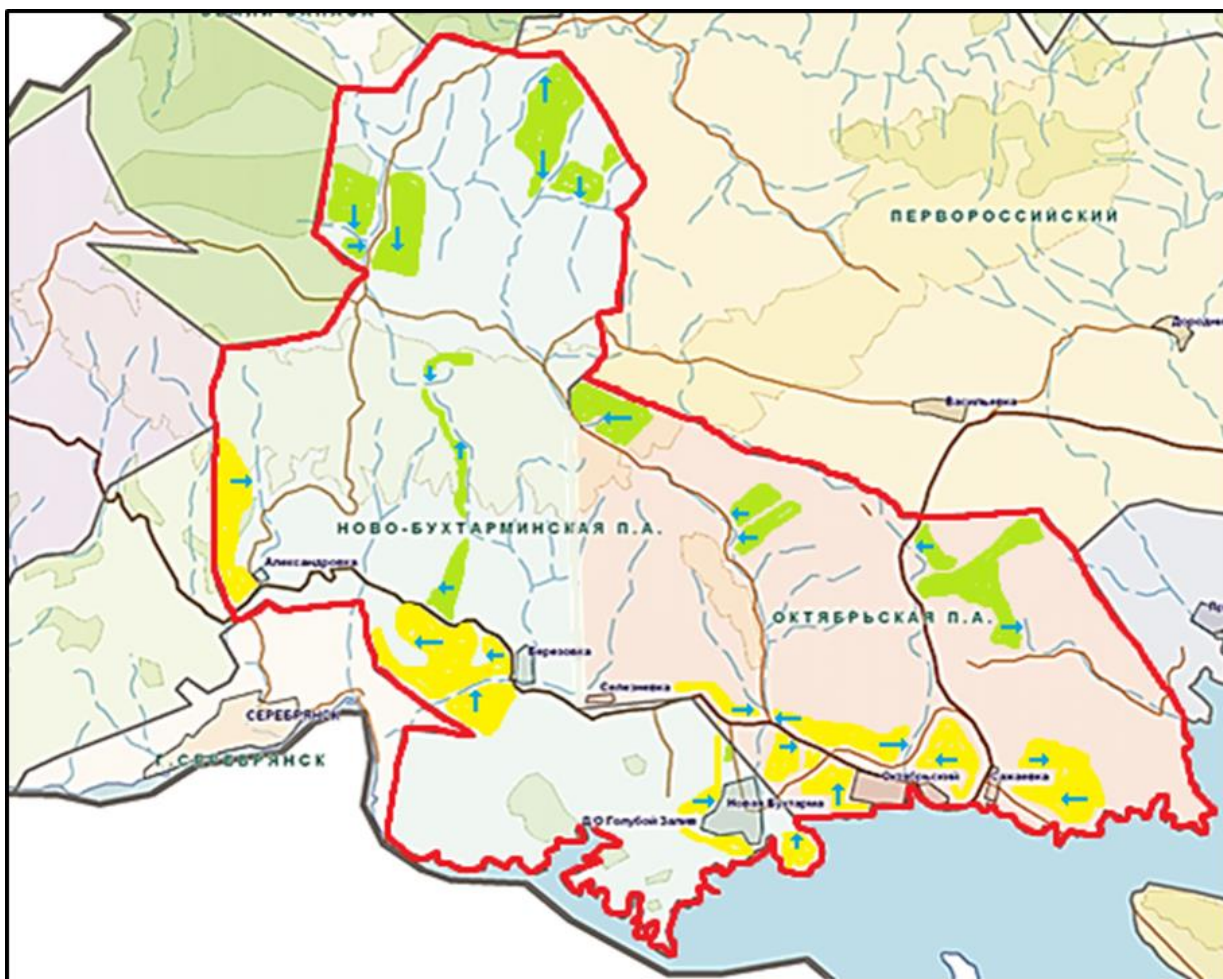 ПЕРВОРОССИЙСКИЙ
Васильевка
НОВО-БУХТАРМИНСКАЯ П.А.
Александровка
ОКТЯБРЬСКАЯ П.А.
Березовка
Селезневка
СЕРЕБРЯНСК
Г. СЕРЕБРЯНСК
Октябрьский
Сажаевка
Новая Бухтарма
Д.О Голубой Залив